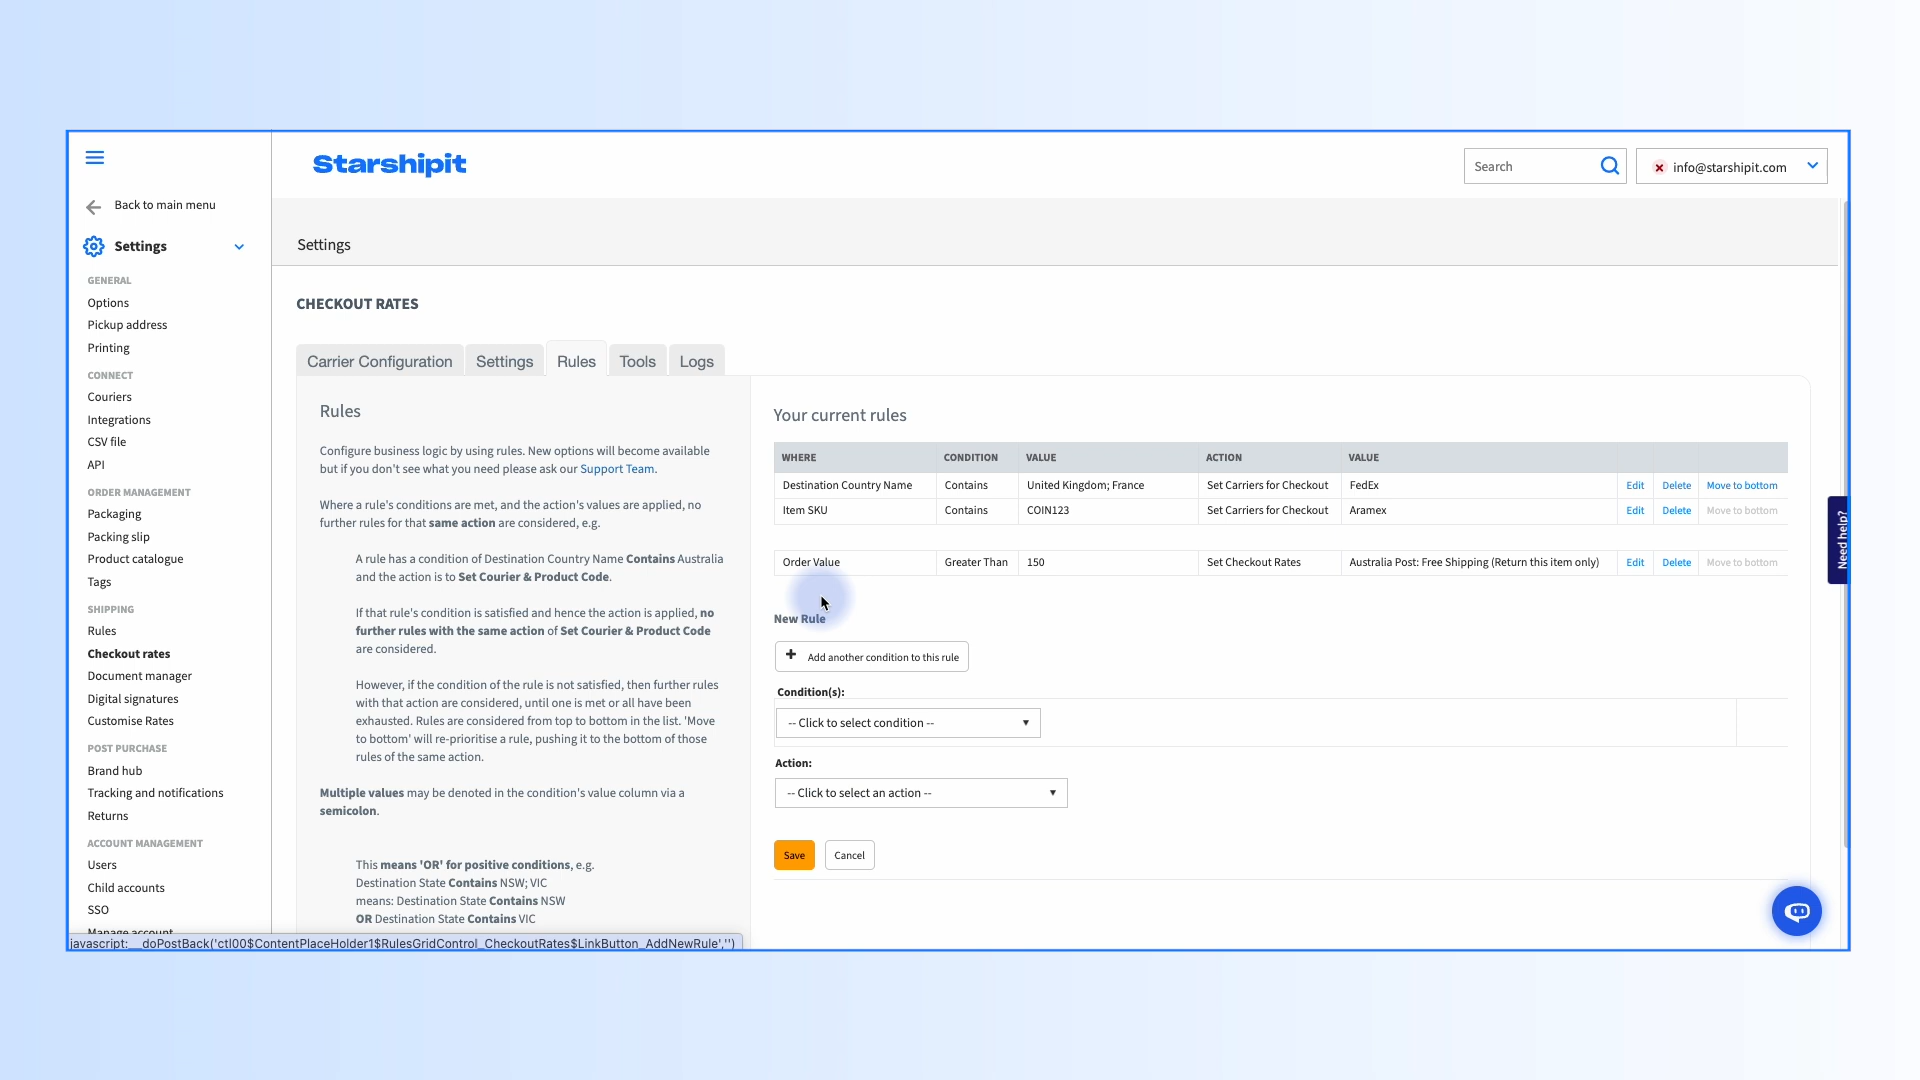 Starshipit
Search
info@starshipit.com
Back to main menu
Settings
GENERAL
Options
Pickup address
Printing
CONNECT
Couriers
Integrations
CSV file
API
ORDER MANAGEMENT
Packaging
Packing slip
Product catalogue
Tags
SHIPPING
Rules
Checkout rates
Document manager
Digital signatures
Customise Rates
POST PURCHASE
Brand hub
Tracking and notifications
Returns
ACCOUNT MANAGEMENT
Users
Child accounts
SSO
Manage account
Settings
CHECKOUT RATES
Carrier Configuration Settings Rules Tools Logs
Rules
Configure business logic by using rules. New options will become available
but if you don't see what you need please ask our Support Team.
Where a rule's conditions are met, and the action's values are applied, no
further rules for that same action are considered, e.g.
A rule has a condition of Destination Country Name Contains Australia
and the action is to Set Courier & Product Code.
If that rule's condition is satisfied and hence the action is applied, no
further rules with the same action of Set Courier & Product Code
are considered.
However, if the condition of the rule is not satisfied, then further rules
with that action are considered, until one is met or all have been
exhausted. Rules are considered from top to bottom in the list. 'Move
to bottom' will re-prioritise a rule, pushing it to the bottom of those
rules of the same action.
Multiple values may be denoted in the condition's value column via a
semicolon.
This means 'OR' for positive conditions, e.g.
Destination State Contains NSW; VIC
means: Destination State Contains NSW
OR Destination State Contains VIC
Your current rules
WHERE CONDITION VALUE ACTION VALUE
Destination Country Name Contains United Kingdom; France Set Carriers for Checkout FedEx Edit Delete Move to bottom
Item SKU Contains COIN123 Set Carriers for Checkout Aramex Edit Delete Move to bottom
Order Value Greater Than 150 Set Checkout Rates Australia Post: Free Shipping (Return this item only) Edit Delete Move to bottom
New Rule
+ Add another condition to this rule
Condition(s):
-- Click to select condition --
Action:
-- Click to select an action --
Save Cancel
Need help?
javascript:__doPostBack('ctl00$ContentPlaceHolder1$RulesGridControl_CheckoutRates$LinkButton_AddNewRule','')